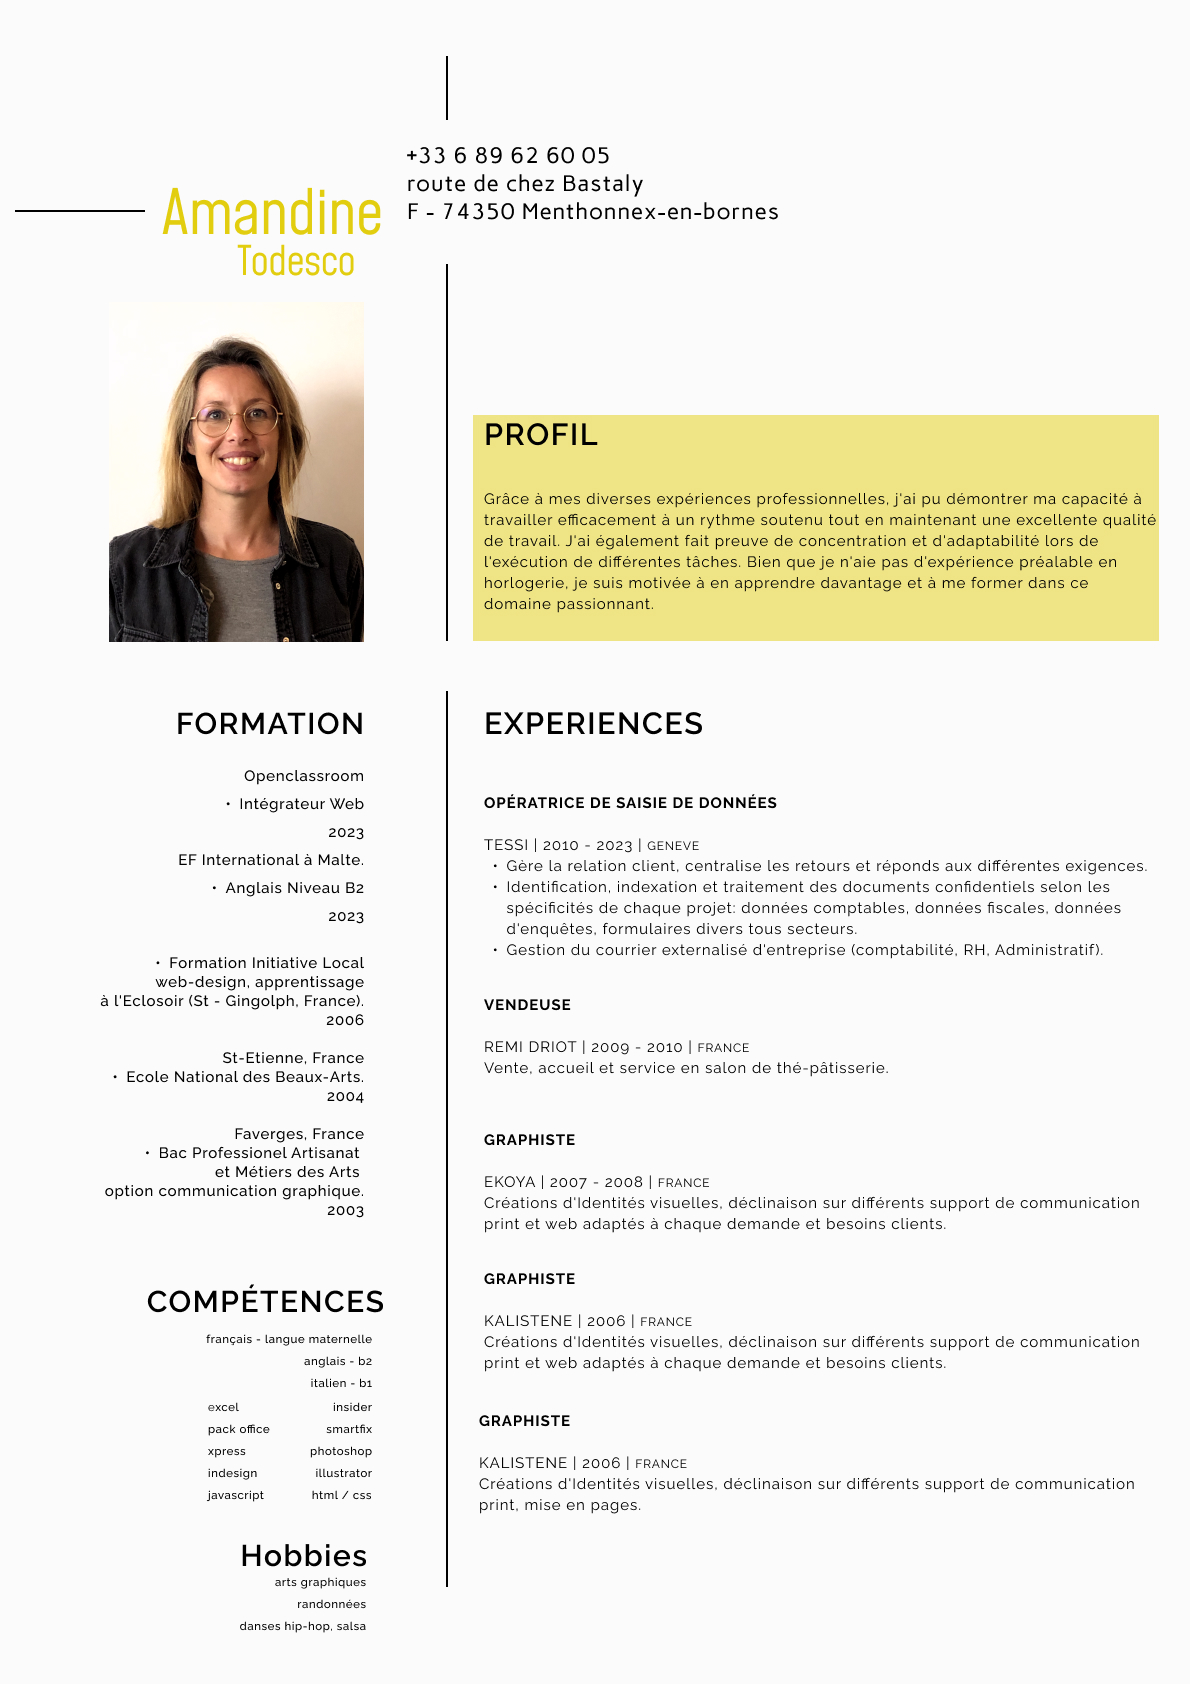 +33 6 89 62 60 05
route de chez Bastaly
F - 74350 Menthonnex-en-bornes
Amandine
Todesco
PROFIL
Grâce à mes diverses expériences professionnelles, j'ai pu démontrer ma capacité à
travailler efficacement à un rythme soutenu tout en maintenant une excellente qualité
de travail. J'ai également fait preuve de concentration et d'adaptabilité lors de
l'exécution de différentes tâches. Bien que je n'aie pas d'expérience préalable en
horlogerie, je suis motivée à en apprendre davantage et à me former dans ce
domaine passionnant.
FORMATION
Openclassroom
• Intégrateur Web
2023
EF International à Malte.
• Anglais Niveau B2
2023
• Formation Initiative Local
web-design, apprentissage
à l'Eclosoir (St - Gingolph, France).
2006
St-Etienne, France
• Ecole National des Beaux-Arts.
2004
Faverges, France
• Bac Professionel Artisanat
et Métiers des Arts
option communication graphique.
2003
COMPÉTENCES
français - langue maternelle
anglais - b2
italien - b1
excel insider
pack office smartfix
xpress photoshop
indesign illustrator
javascript html / css
Hobbies
arts graphiques
randonnées
danses hip-hop, salsa
EXPERIENCES
OPÉRATRICE DE SAISIE DE DONNÉES
TESSI | 2010 - 2023 | GENEVE
• Gère la relation client, centralise les retours et réponds aux différentes exigences.
• Identification, indexation et traitement des documents confidentiels selon les
spécificités de chaque projet: données comptables, données fiscales, données
d'enquêtes, formulaires divers tous secteurs.
• Gestion du courrier externalisé d'entreprise (comptabilité, RH, Administratif).
VENDEUSE
REMI DRIOT | 2009 - 2010 | FRANCE
Vente, accueil et service en salon de thé-pâtisserie.
GRAPHISTE
EKOYA | 2007 - 2008 | FRANCE
Créations d'Identités visuelles, déclinaison sur différents support de communication
print et web adaptés à chaque demande et besoins clients.
GRAPHISTE
KALISTENE | 2006 | FRANCE
Créations d'Identités visuelles, déclinaison sur différents support de communication
print et web adaptés à chaque demande et besoins clients.
GRAPHISTE
KALISTENE | 2006 | FRANCE
Créations d'Identités visuelles, déclinaison sur différents support de communication
print, mise en pages.